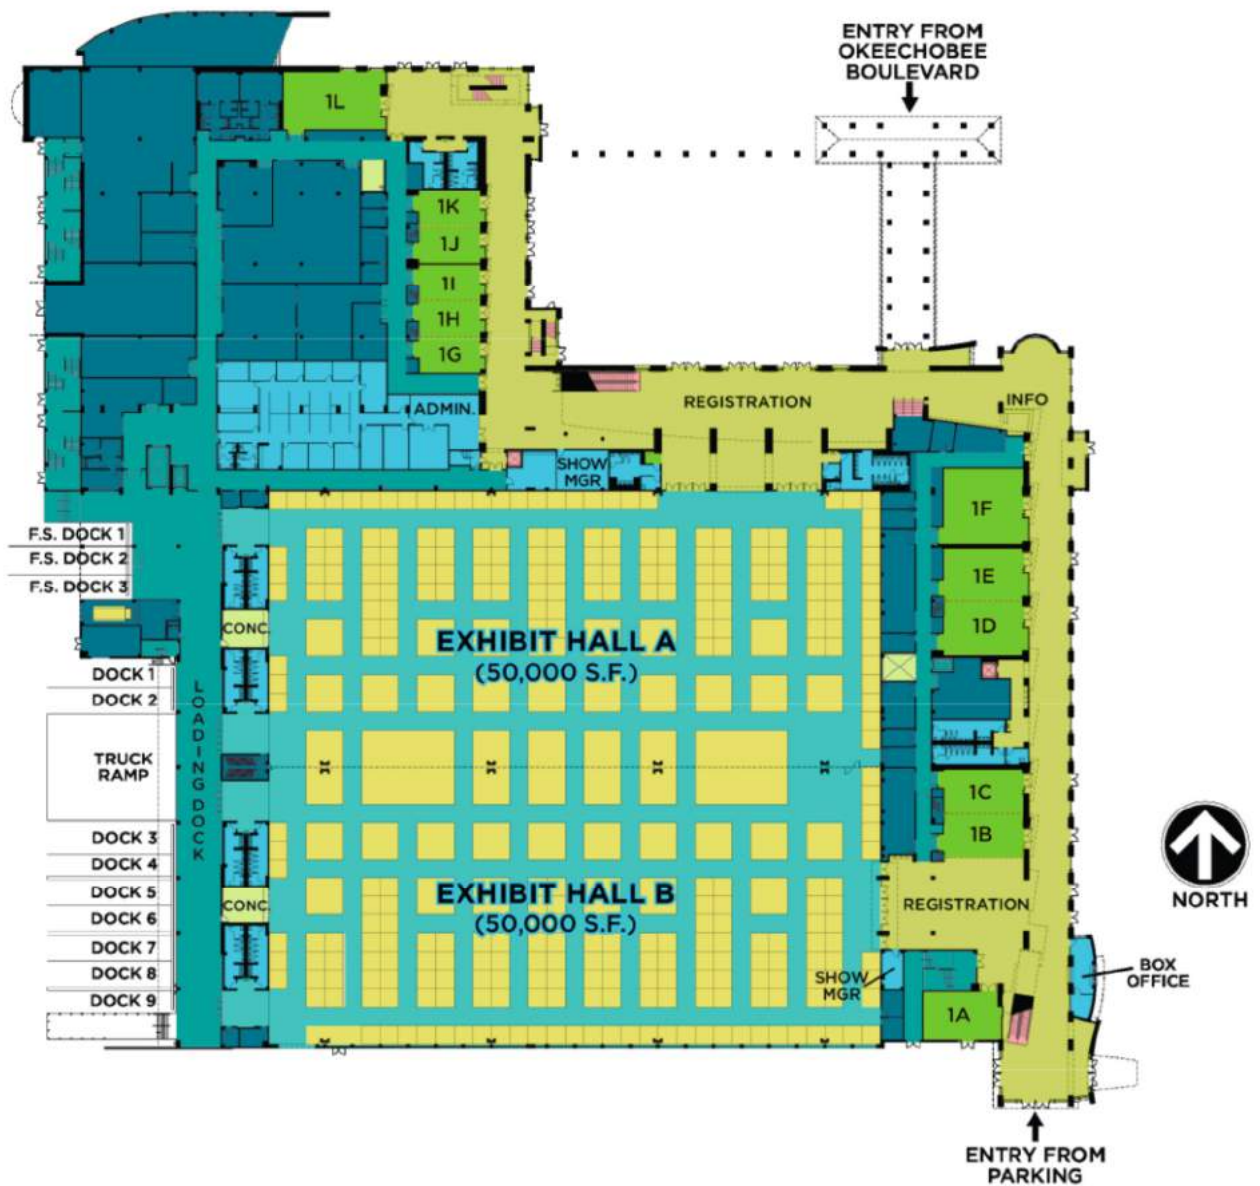 ENTRY FROM
OKEECHOBEE
BOULEVARD
1L
1K
1J
1I
1H
1G
ADMIN.
REGISTRATION
INFO
SHOW
MGR
1F
1E
1D
F.S. DOCK 1
F.S. DOCK 2
F.S. DOCK 3
CONC.
EXHIBIT HALL A
(50,000 S.F.)
DOCK 1
DOCK 2
TRUCK
RAMP
LOADING DOCK
DOCK 3
DOCK 4
DOCK 5
DOCK 6
DOCK 7
DOCK 8
DOCK 9
CONC.
EXHIBIT HALL B
(50,000 S.F.)
1C
1B
REGISTRATION
SHOW
MGR
1A
BOX
OFFICE
NORTH
ENTRY FROM
PARKING